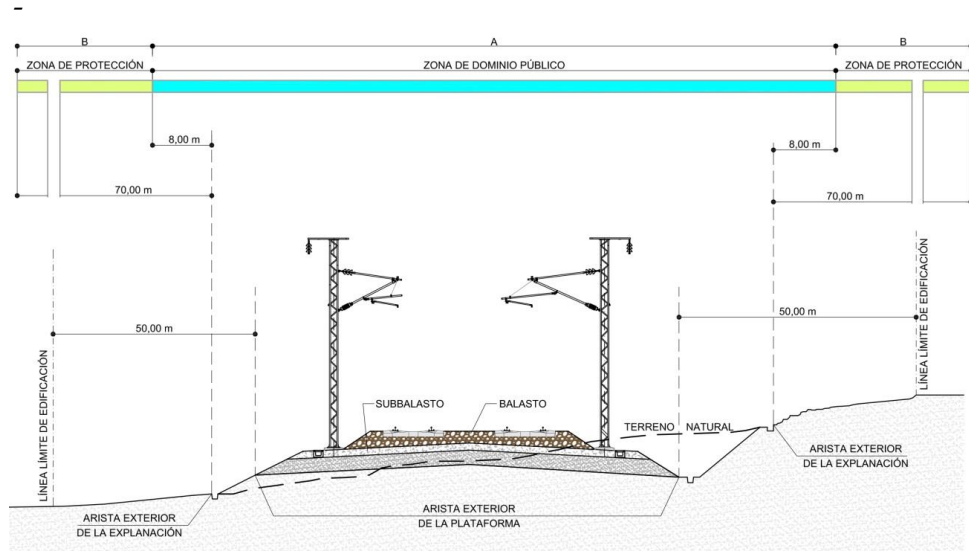 B
A
B
ZONA DE PROTECCIÓN
ZONA DE DOMINIO PÚBLICO
ZONA DE PROTECCIÓN
8,00 m
8,00 m
70,00 m
70,00 m
50,00 m
50,00 m
LÍNEA LÍMITE DE EDIFICACIÓN
LÍNEA LÍMITE DE EDIFICACIÓN
SUBBALASTO
BALASTO
TERRENO NATURAL
ARISTA EXTERIOR
DE LA EXPLANACIÓN
ARISTA EXTERIOR
DE LA PLATAFORMA
ARISTA EXTERIOR
DE LA EXPLANACIÓN